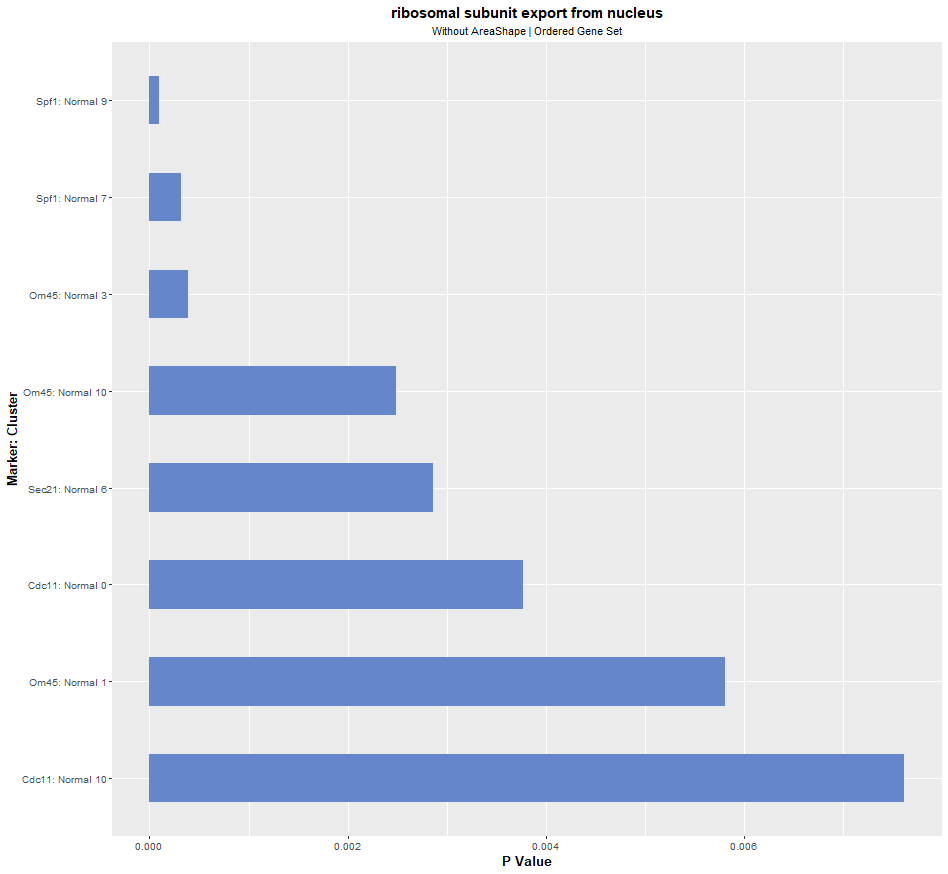 ribosomal subunit export from nucleus
Without AreaShape | Ordered Gene Set
Spf1: Normal 9
Spf1: Normal 7
Om45: Normal 3
Om45: Normal 10
Sec21: Normal 6
Cdc11: Normal 0
Om45: Normal 1
Cdc11: Normal 10
Marker: Cluster
0.000 0.002 0.004 0.006
P Value